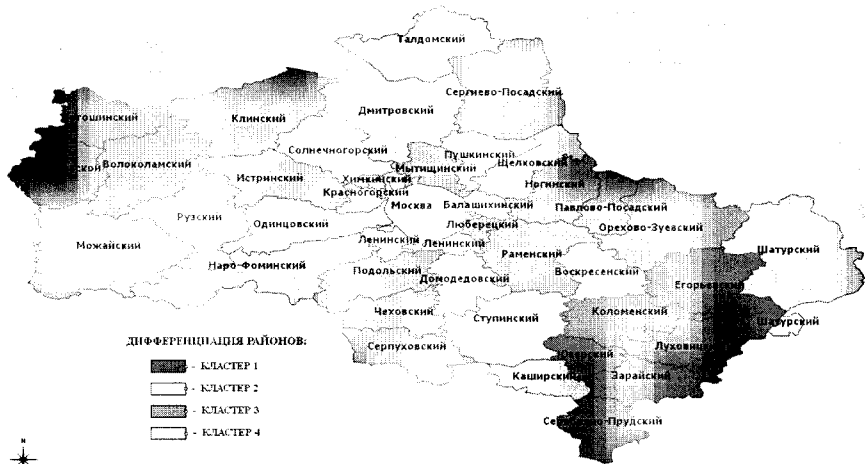 Талдомский
Сергиево-Посадский
Дмитровский
Клинский
Солнечногорский
Пушкинский
Волоколамский
Мытищинский
Щелковский
Истринский
Химкинский
Ногинский
Красногорский
Москва
Балашихинский
Павлово-Посадский
Рузский
Одинцовский
Люберецкий
Орехово-Зуевский
Можайский
Ленинский
Ленинский
Раменский
Шатурский
Наро-Фоминский
Подольский
Домодедовский
Воскресенский
Егорьевский
Чеховский
Ступинский
Коломенский
Шатурский
Серпуховский
Каширский
Зарайский
ДИФФЕРЕНЦИАЦИЯ РАЙОНОВ:
- КЛАСТЕР 1
- КЛАСТЕР 2
- КЛАСТЕР 3
- КЛАСТЕР 4
N